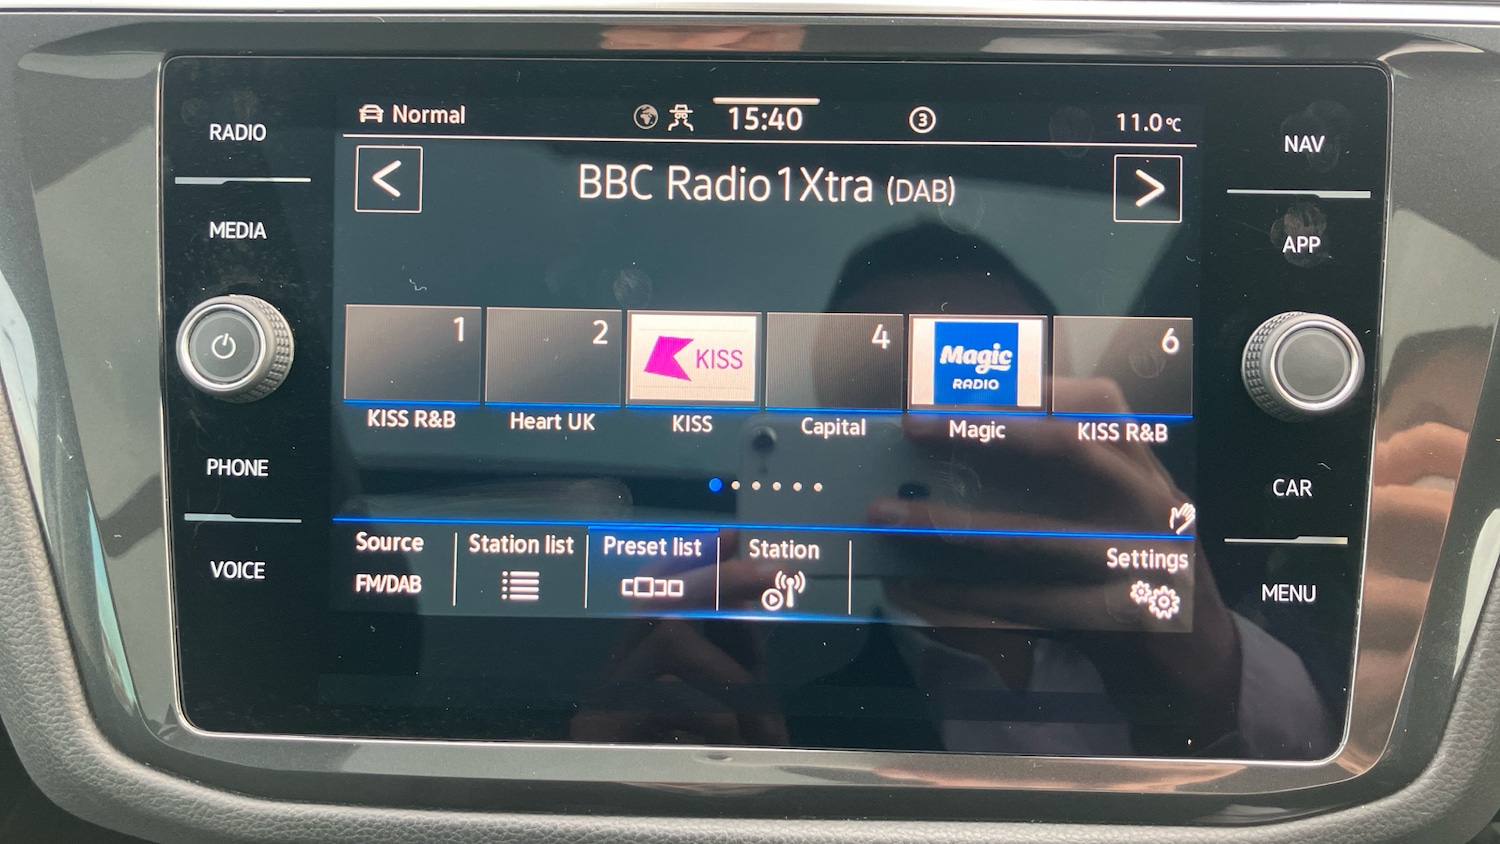 RADIO
MEDIA
PHONE
VOICE
Normal
15:40
3
11.0°C
BBC Radio 1Xtra (DAB)
1
2
KISS
4
Magic
RADIO
6
KISS R&B
Heart UK
KISS
Capital
Magic
KISS R&B
Source
FM/DAB
Station list
Preset list
Station
Settings
NAV
APP
CAR
MENU